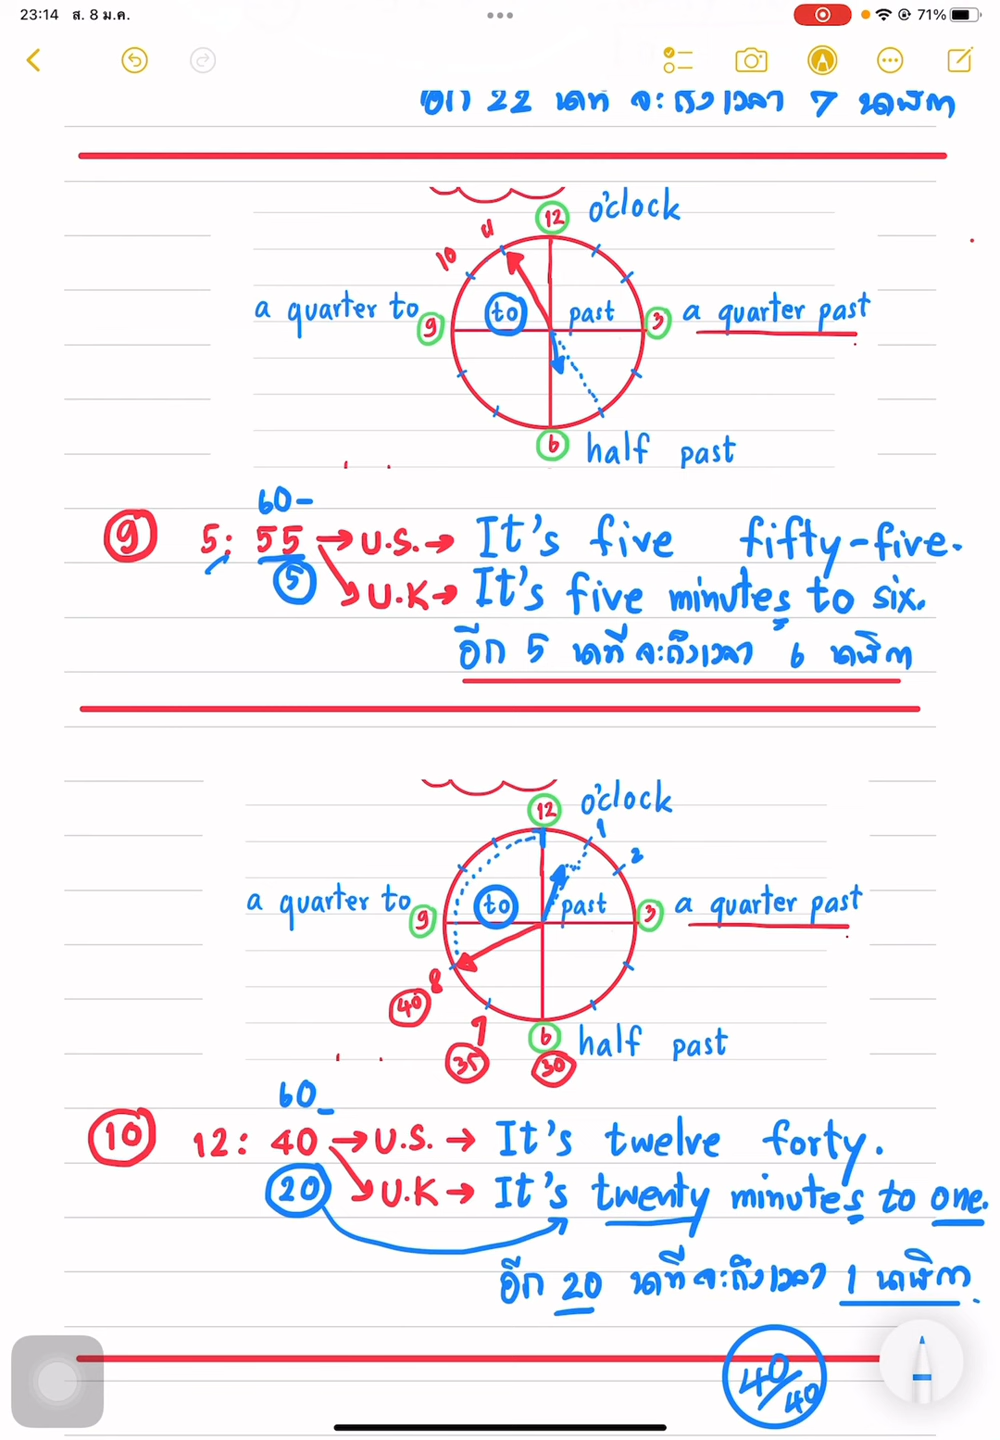 23:14 ส. 8 ม.ค. 71%
อีก 22 นาที จะถึงเวลา 7 นาฬิกา
12 o'clock
11
10
a quarter to 9 to past 3 a quarter past
6 half past
60-
9 5:55 → U.S. → It's five fifty-five.
5 U.K → It's five minutes to six.
อีก 5 นาที จะถึงเวลา 6 นาฬิกา
12 o'clock
1
2
a quarter to 9 to past 3 a quarter past
8
40
7
6 half past
35 30
60-
10 12:40 → U.S. → It's twelve forty.
20 U.K → It's twenty minutes to one.
อีก 20 นาที จะถึงเวลา 1 นาฬิกา
40/40